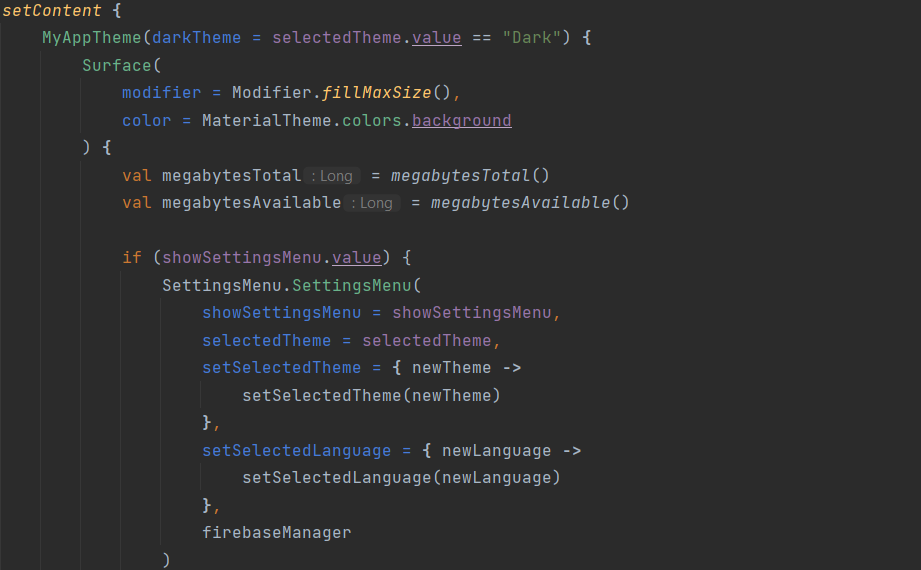 setContent {
MyAppTheme(darkTheme = selectedTheme.value == "Dark") {
Surface(
modifier = Modifier.fillMaxSize(),
color = MaterialTheme.colors.background
) {
val megabytesTotal : Long = megabytesTotal()
val megabytesAvailable : Long = megabytesAvailable()
if (showSettingsMenu.value) {
SettingsMenu.SettingsMenu(
showSettingsMenu = showSettingsMenu,
selectedTheme = selectedTheme,
setSelectedTheme = { newTheme ->
setSelectedTheme(newTheme)
},
setSelectedLanguage = { newLanguage ->
setSelectedLanguage(newLanguage)
},
firebaseManager
)